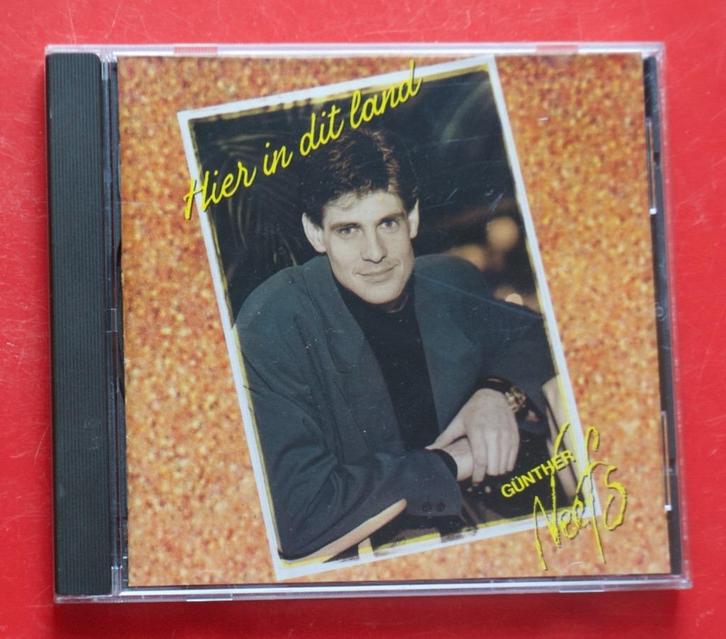 Hier in dit land
GÜNTHER
Neefs